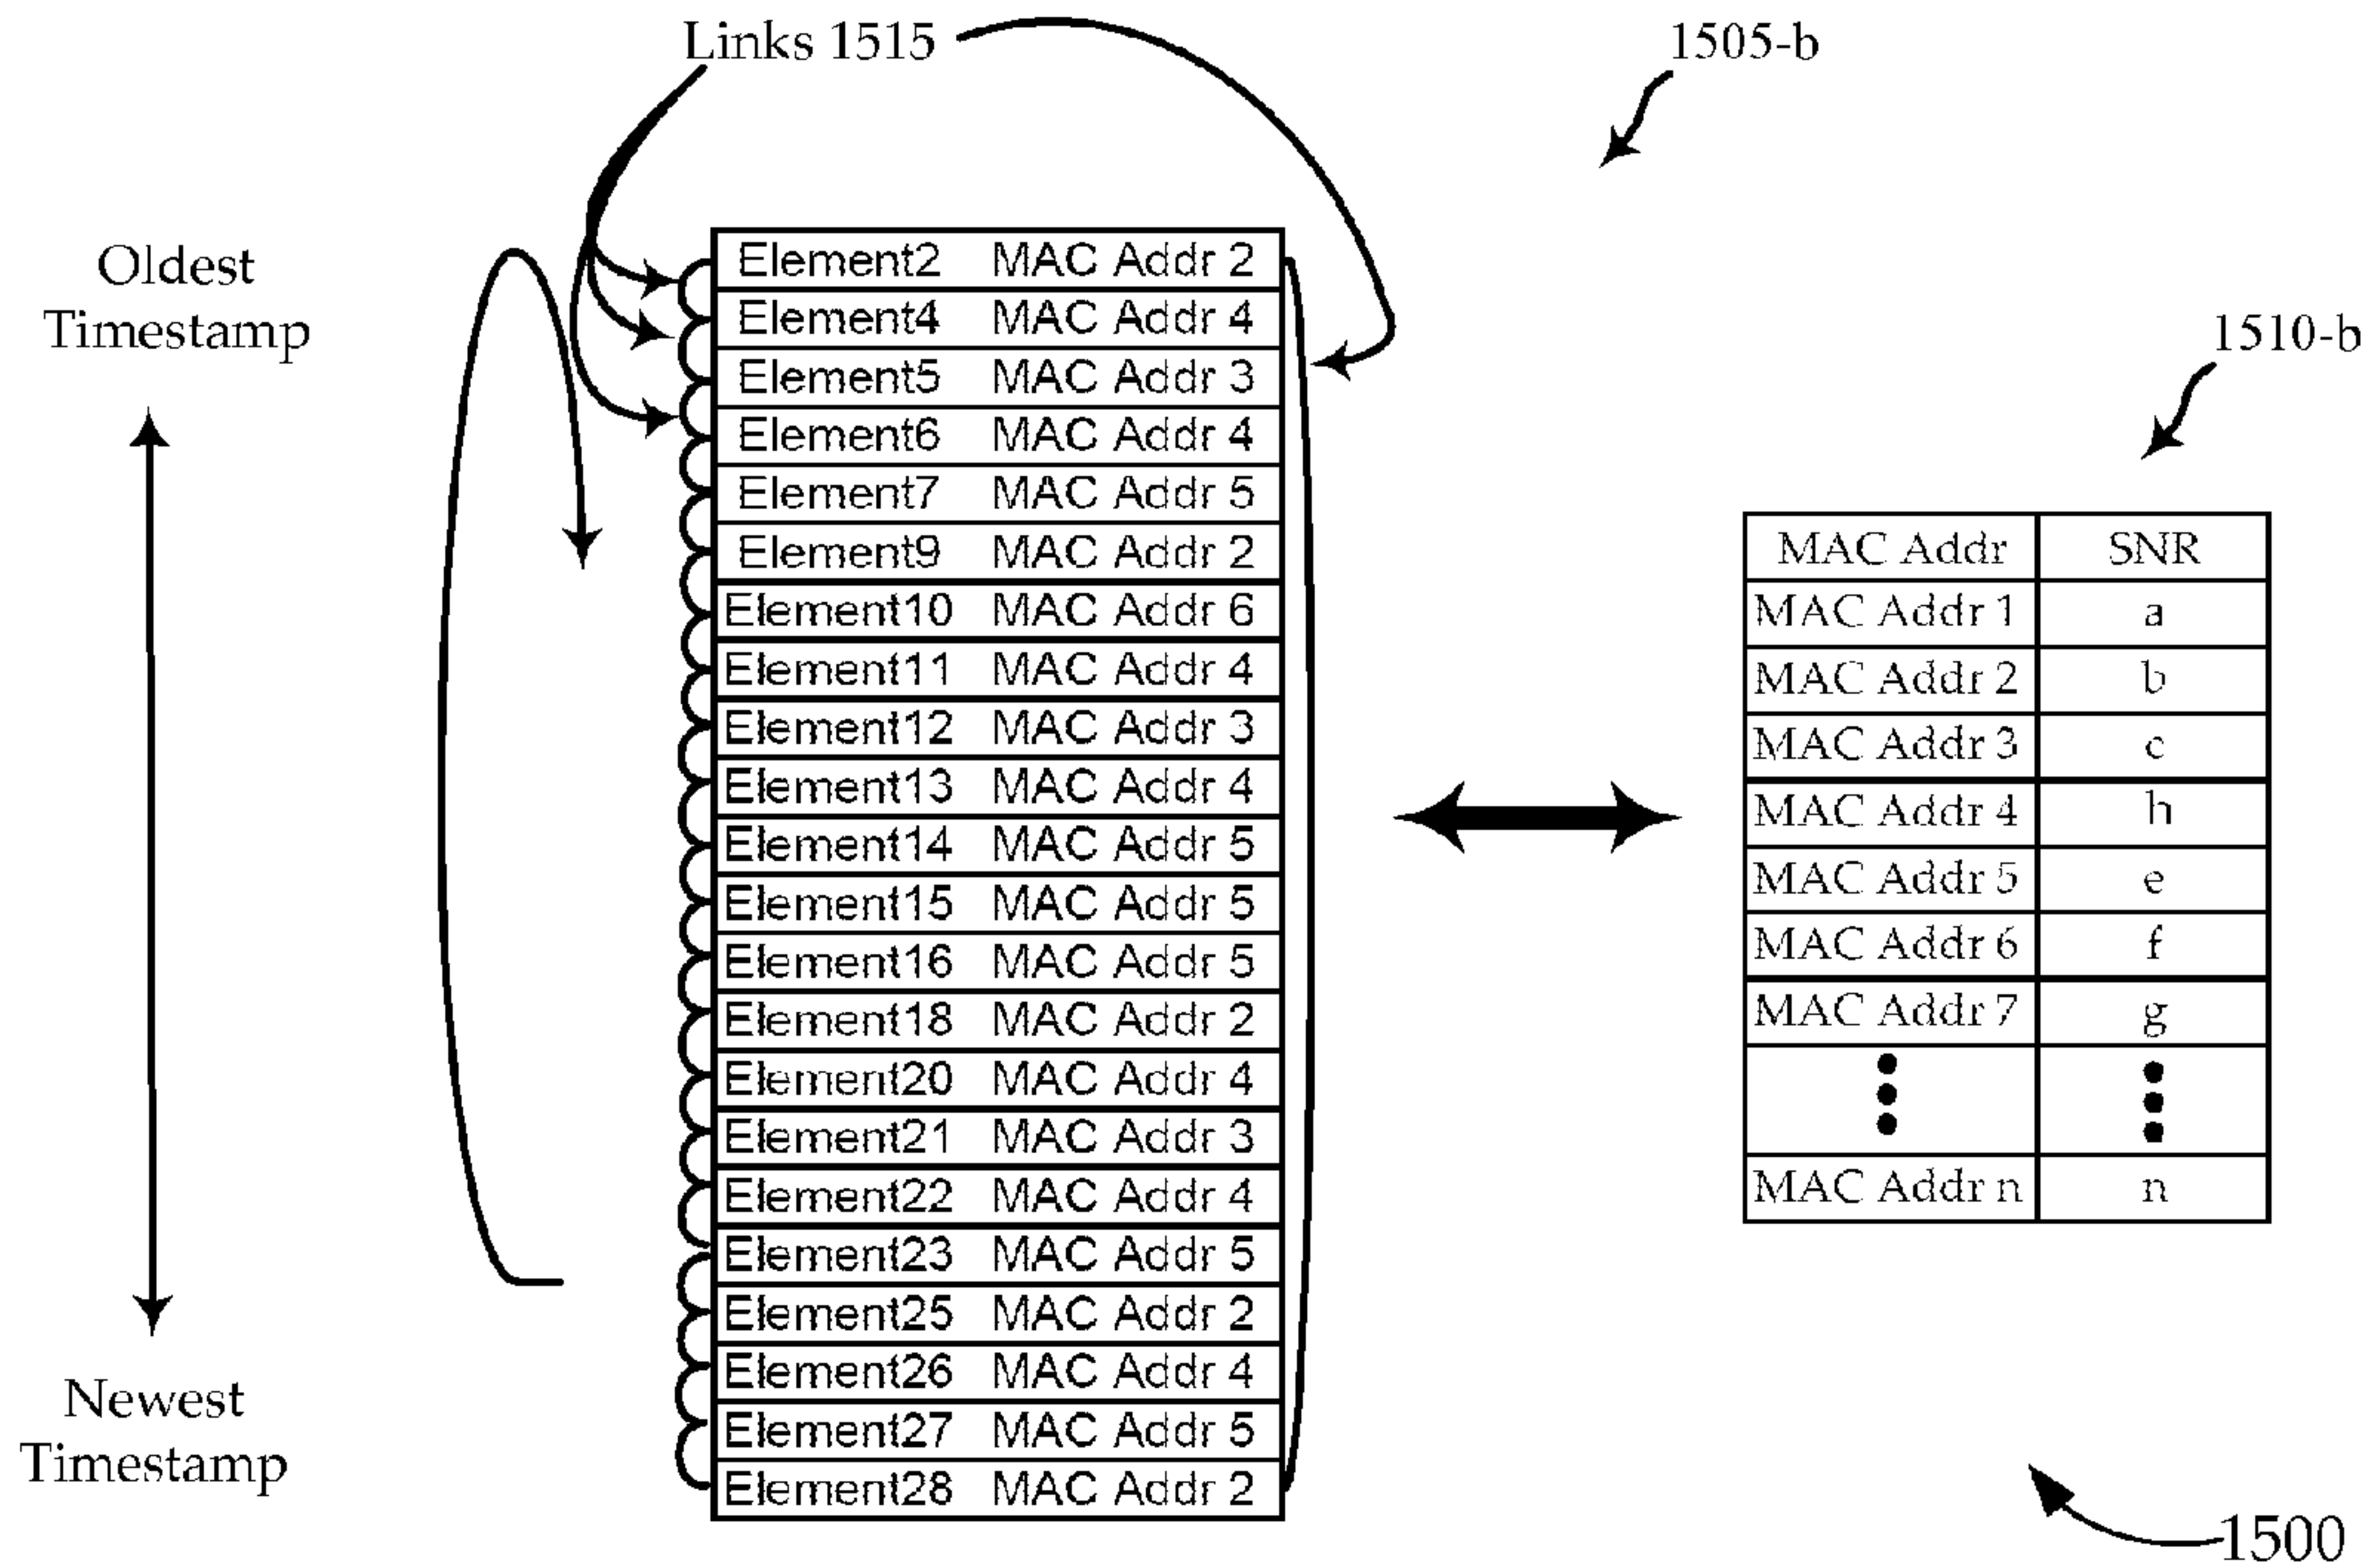 Links 1515
1505-b
Oldest
Timestamp
1510-b
Element2 MAC Addr 2
Element4 MAC Addr 4
Element5 MAC Addr 3
Element6 MAC Addr 4
Element7 MAC Addr 5
Element9 MAC Addr 2
Element10 MAC Addr 6
Element11 MAC Addr 4
Element12 MAC Addr 3
Element13 MAC Addr 4
Element14 MAC Addr 5
Element15 MAC Addr 5
Element16 MAC Addr 5
Element18 MAC Addr 2
Element20 MAC Addr 4
Element21 MAC Addr 3
Element22 MAC Addr 4
Element23 MAC Addr 5
Element25 MAC Addr 2
Element26 MAC Addr 4
Element27 MAC Addr 5
Element28 MAC Addr 2
MAC Addr SNR
MAC Addr 1 a
MAC Addr 2 b
MAC Addr 3 c
MAC Addr 4 h
MAC Addr 5 e
MAC Addr 6 f
MAC Addr 7 g
MAC Addr n n
Newest
Timestamp
1500